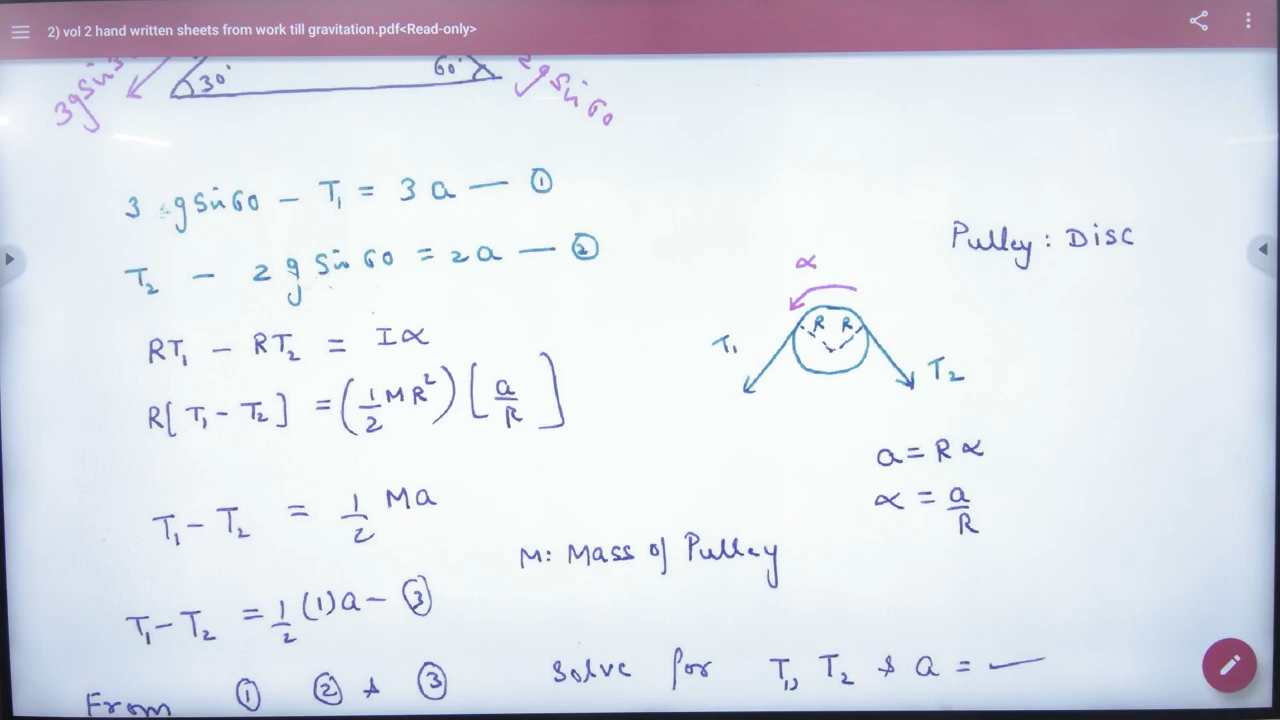 2) vol 2 hand written sheets from work till gravitation.pdf<Read-only>
30° 60°
2g sin 60
3 g sin 60 - T₁ = 3 a — ①
T₂ - 2 g sin 60 = 2a — ②
Pulley: Disc
α
RT₁ - RT₂ = Iα
R R
T₁
T₂
R[T₁ - T₂] = (1/2 MR²) [a/R]
a = R α
α = a/R
T₁ - T₂ = 1/2 Ma
M: Mass of Pulley
T₁ - T₂ = 1/2 (1)a - ③
From ① ② & ③
Solve for T₁, T₂ & a = —